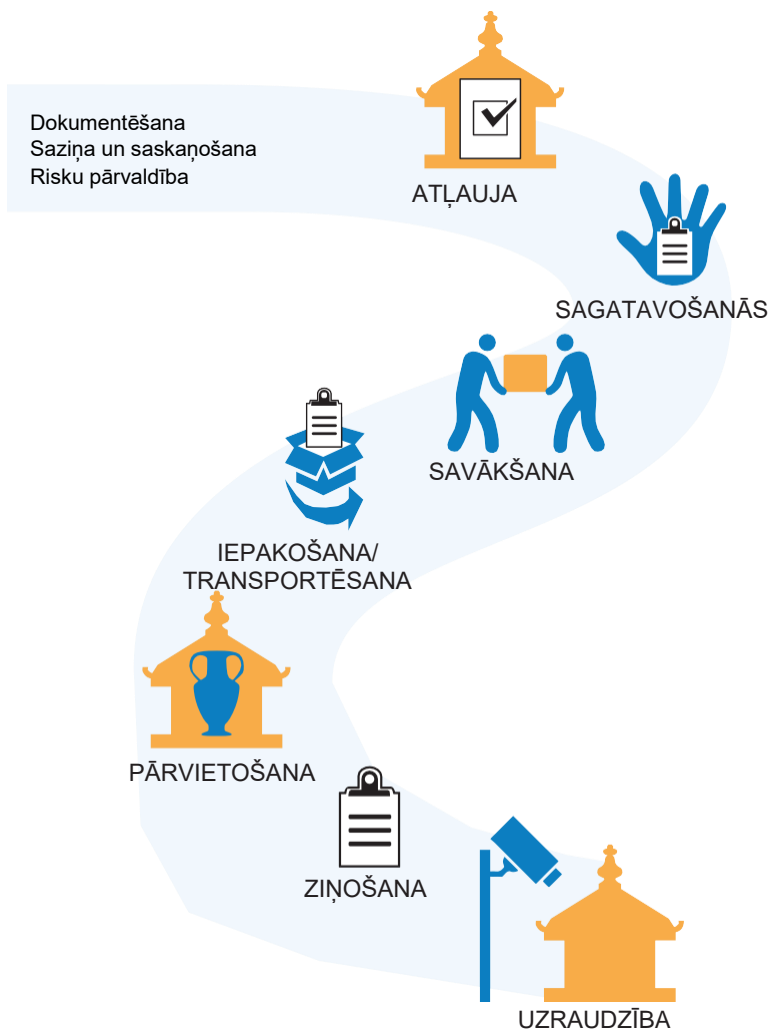 Dokumentēšana
Saziņa un saskaņošana
Risku pārvaldība
ATĻAUJA
SAGATAVOŠANĀS
SAVĀKŠANA
IEPAKOŠANA/
TRANSPORTĒSANA
PĀRVIETOŠANA
ZIŅOŠANA
UZRAUDZĪBA